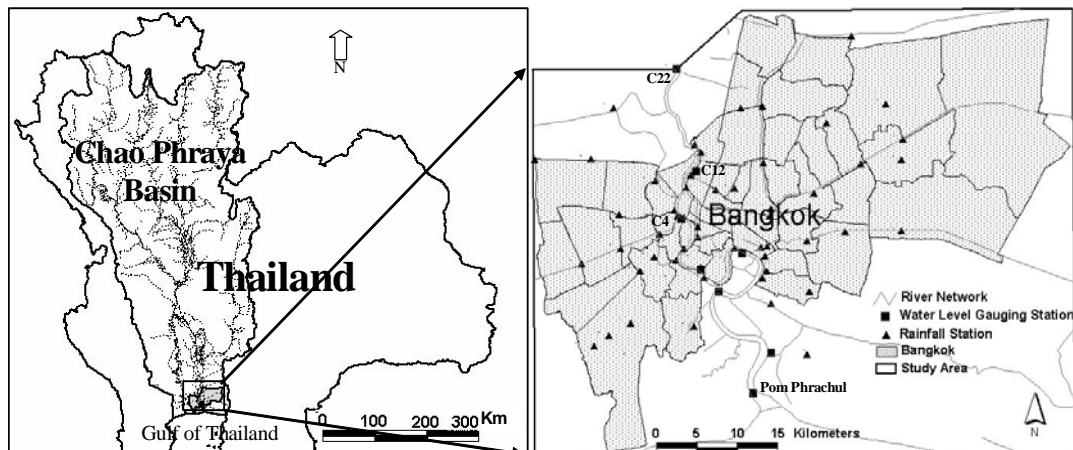 N
Chao Phraya
Basin
Thailand
Gulf of Thailand
0 100 200 300 Km
C22
C12
C4
Bangkok
River Network
Water Level Gauging Station
Rainfall Station
Bangkok
Study Area
Pom Phrachul
0 5 10 15 Kilometers
N